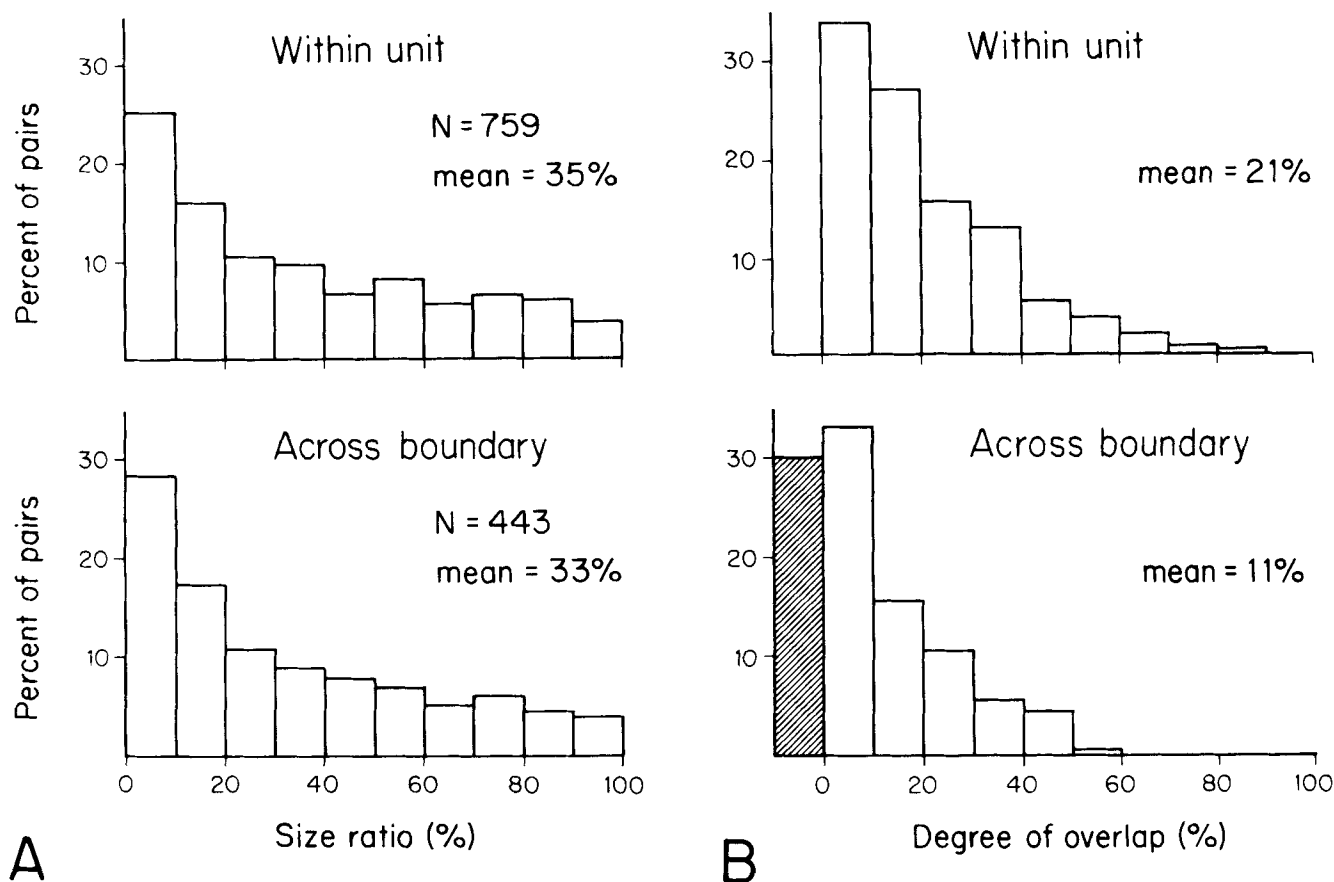 Within unit
N = 759
mean = 35%
Percent of pairs
30
20
10
Across boundary
N = 443
mean = 33%
Percent of pairs
30
20
10
0 20 40 60 80 100
Size ratio (%)
A
Within unit
mean = 21%
30
20
10
Across boundary
mean = 11%
30
20
10
0 20 40 60 80 100
Degree of overlap (%)
B